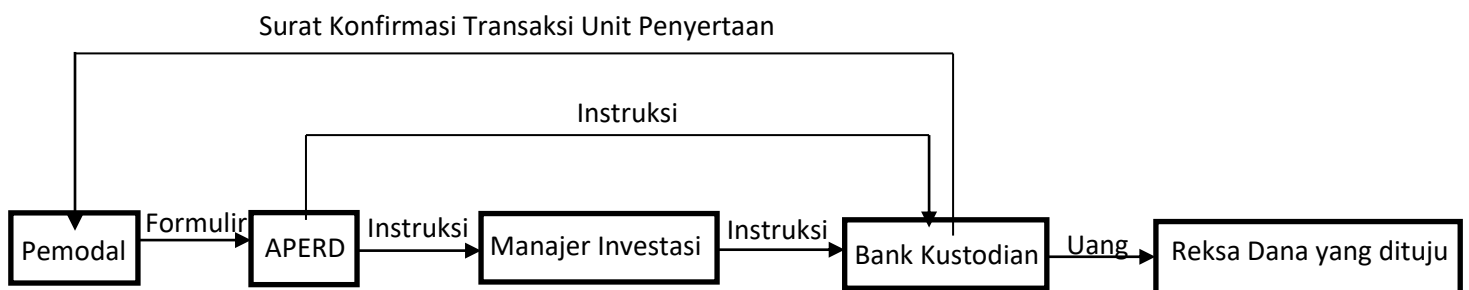 Surat Konfirmasi Transaksi Unit Penyertaan
Instruksi
Pemodal
Formulir
APERD
Instruksi
Manajer Investasi
Instruksi
Bank Kustodian
Uang
Reksa Dana yang dituju